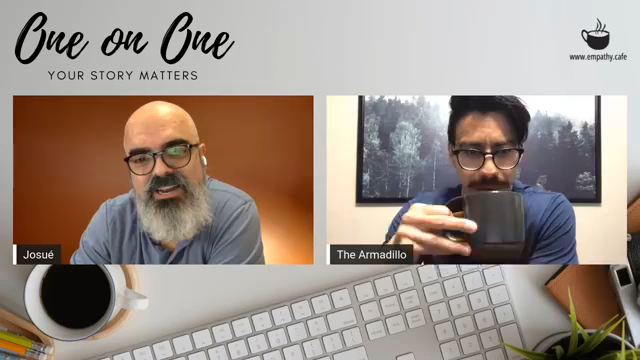 One on One
YOUR STORY MATTERS
www.empathy.cafe
Josué
The Armadillo